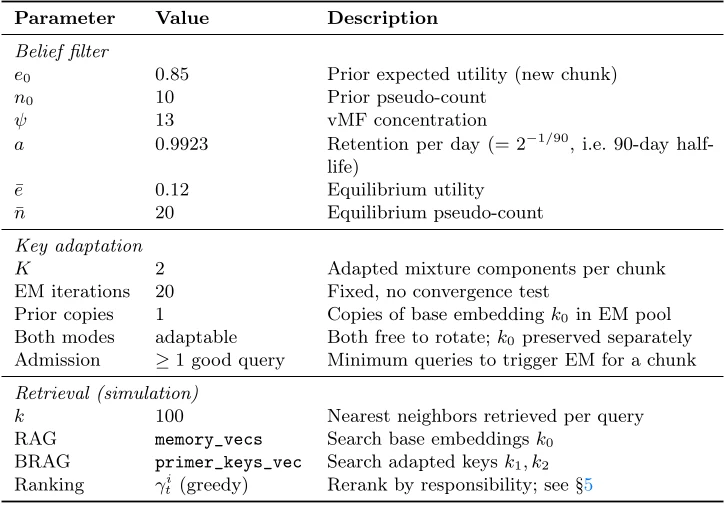 Parameter Value Description
Belief filter
e₀ 0.85 Prior expected utility (new chunk)
n₀ 10 Prior pseudo-count
ψ 13 vMF concentration
a 0.9923 Retention per day (= 2⁻¹/⁹⁰, i.e. 90-day half-
life)
ē 0.12 Equilibrium utility
n̄ 20 Equilibrium pseudo-count
Key adaptation
K 2 Adapted mixture components per chunk
EM iterations 20 Fixed, no convergence test
Prior copies 1 Copies of base embedding k₀ in EM pool
Both modes adaptable Both free to rotate; k₀ preserved separately
Admission ≥ 1 good query Minimum queries to trigger EM for a chunk
Retrieval (simulation)
k 100 Nearest neighbors retrieved per query
RAG memory_vecs Search base embeddings k₀
BRAG primer_keys_vec Search adapted keys k₁, k₂
Ranking γₜⁱ (greedy) Rerank by responsibility; see §5